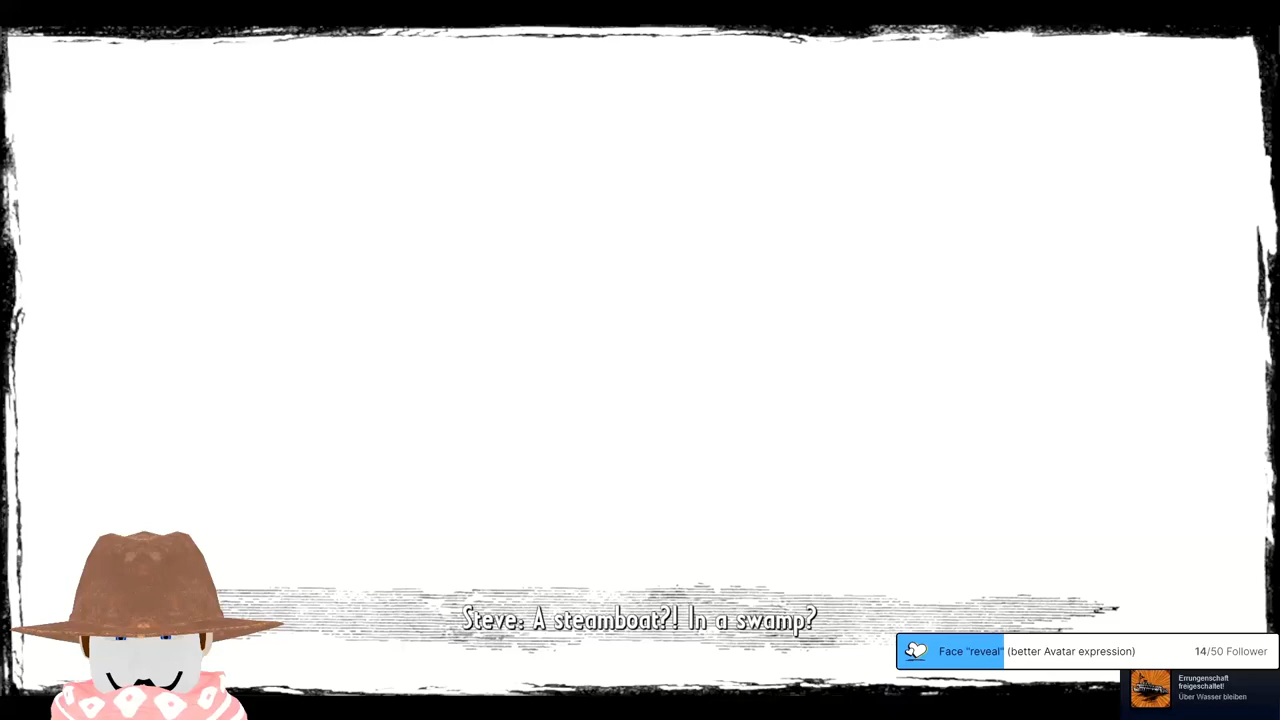 Steve: A steamboat?! In a swamp?
Face "reveal" (better Avatar expression) 14/50 Follower
Errungenschaft
freigeschaltet!
Über Wasser bleiben